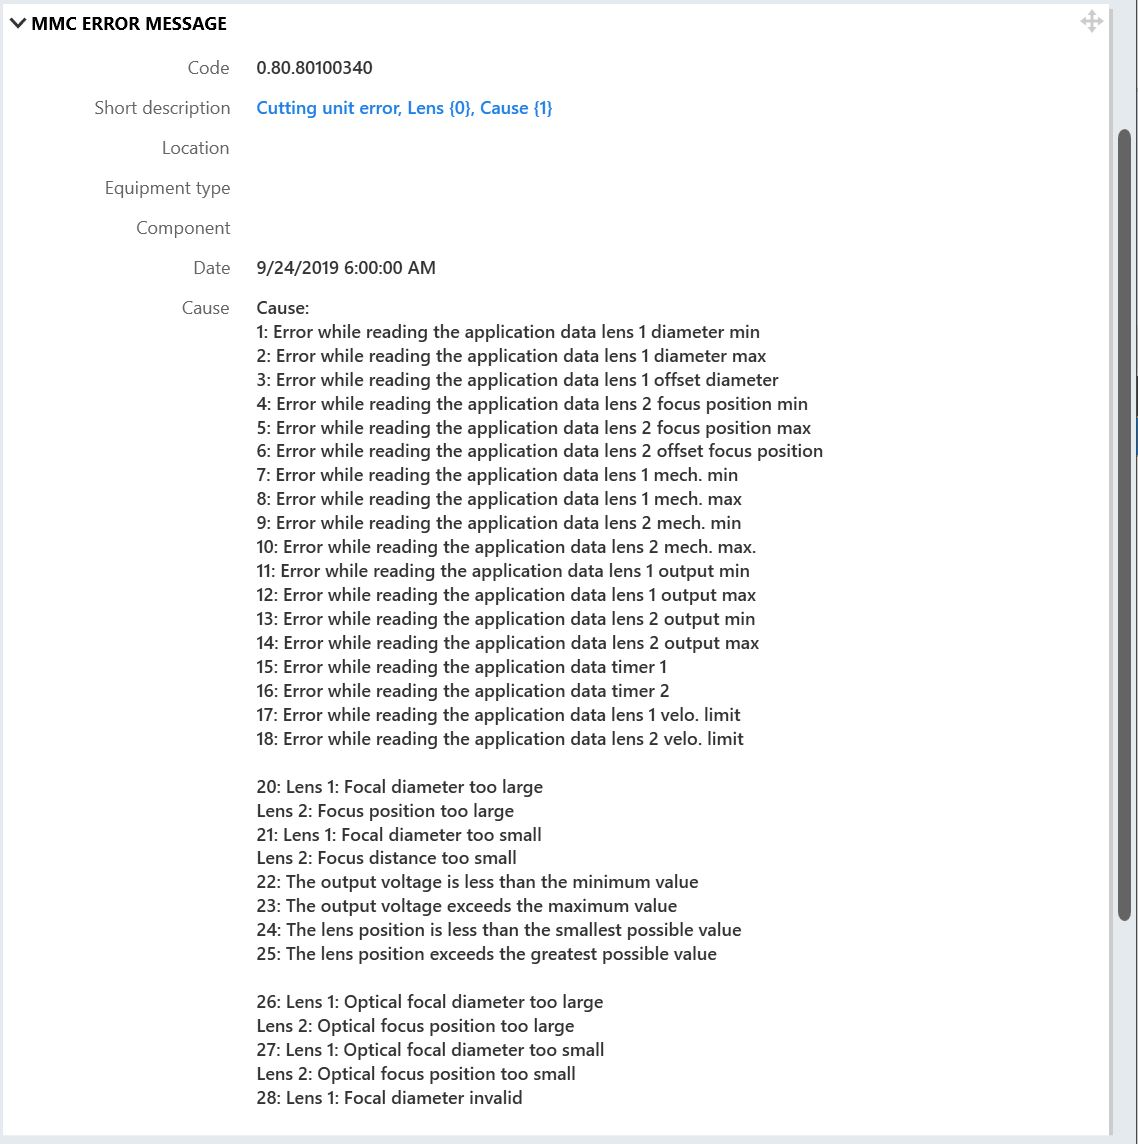 MMC ERROR MESSAGE
Code 0.80.80100340
Short description Cutting unit error, Lens {0}, Cause {1}
Location
Equipment type
Component
Date 9/24/2019 6:00:00 AM
Cause Cause:
1: Error while reading the application data lens 1 diameter min
2: Error while reading the application data lens 1 diameter max
3: Error while reading the application data lens 1 offset diameter
4: Error while reading the application data lens 2 focus position min
5: Error while reading the application data lens 2 focus position max
6: Error while reading the application data lens 2 offset focus position
7: Error while reading the application data lens 1 mech. min
8: Error while reading the application data lens 1 mech. max
9: Error while reading the application data lens 2 mech. min
10: Error while reading the application data lens 2 mech. max.
11: Error while reading the application data lens 1 output min
12: Error while reading the application data lens 1 output max
13: Error while reading the application data lens 2 output min
14: Error while reading the application data lens 2 output max
15: Error while reading the application data timer 1
16: Error while reading the application data timer 2
17: Error while reading the application data lens 1 velo. limit
18: Error while reading the application data lens 2 velo. limit
20: Lens 1: Focal diameter too large
Lens 2: Focus position too large
21: Lens 1: Focal diameter too small
Lens 2: Focus distance too small
22: The output voltage is less than the minimum value
23: The output voltage exceeds the maximum value
24: The lens position is less than the smallest possible value
25: The lens position exceeds the greatest possible value
26: Lens 1: Optical focal diameter too large
Lens 2: Optical focus position too large
27: Lens 1: Optical focal diameter too small
Lens 2: Optical focus position too small
28: Lens 1: Focal diameter invalid